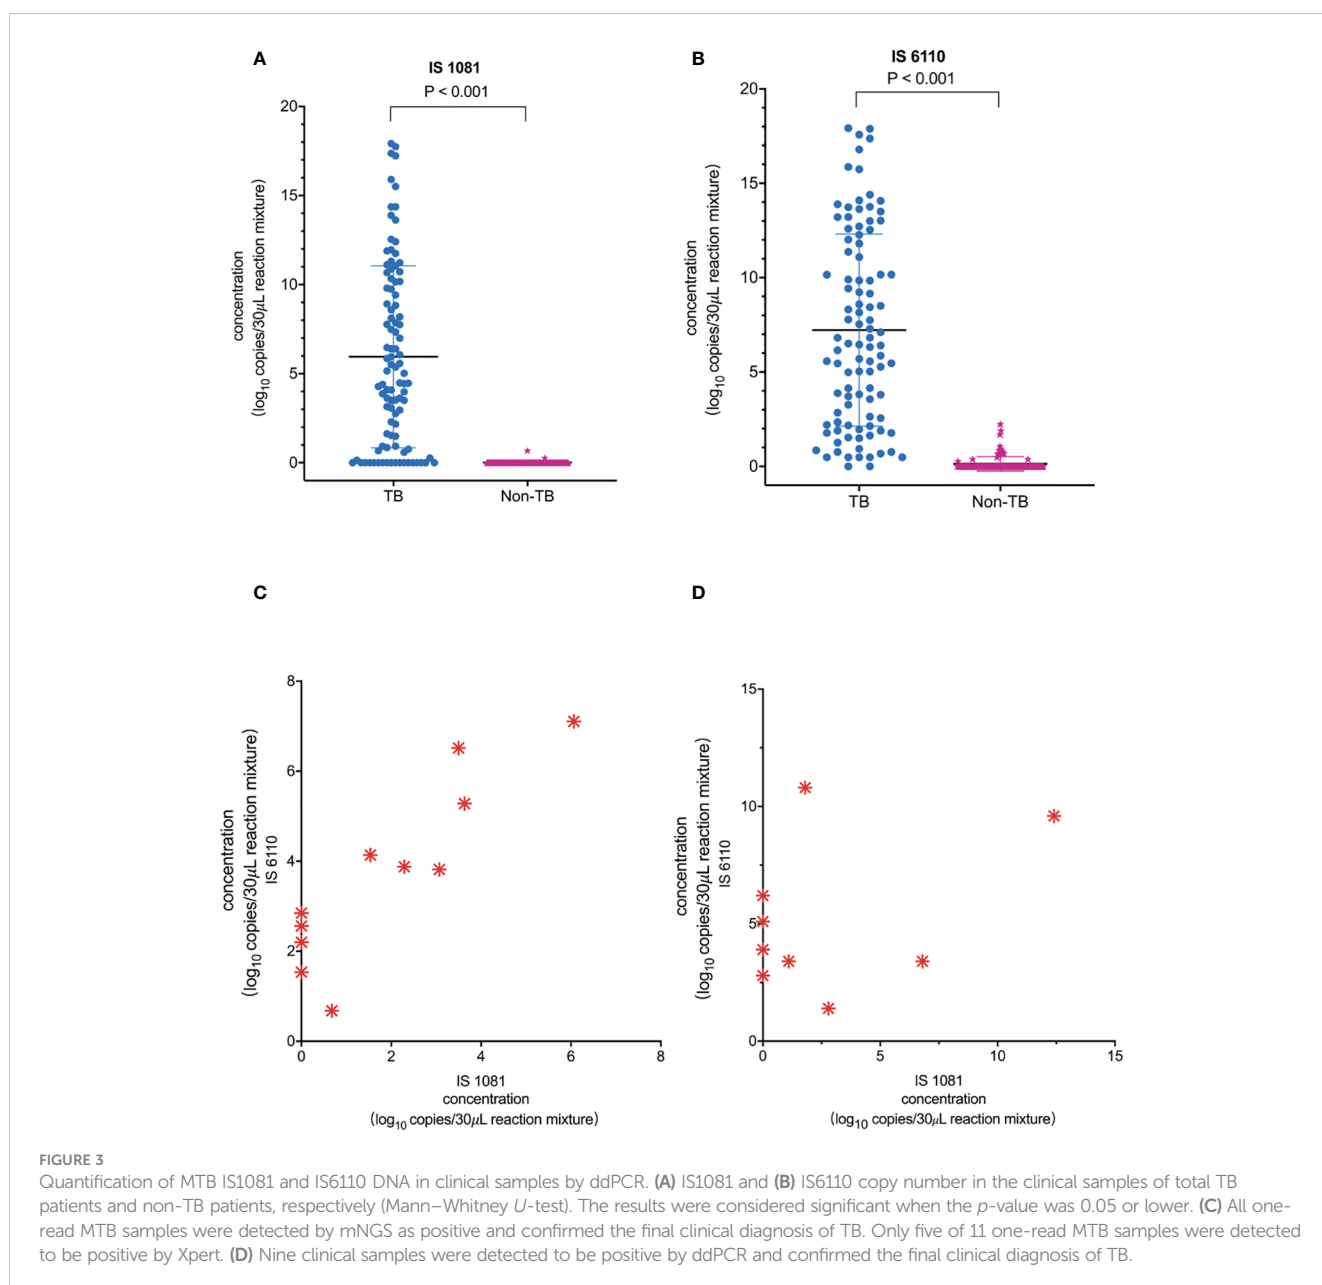 A
IS 1081
P < 0.001
20
15
10
5
0
concentration
(log10 copies/30μL reaction mixture)
TB
Non-TB
B
IS 6110
P < 0.001
20
15
10
5
0
concentration
(log10 copies/30μL reaction mixture)
TB
Non-TB
C
8
6
4
2
0
concentration
(log10 copies/30μL reaction mixture)
IS 6110
0
2
4
6
8
IS 1081
concentration
(log10 copies/30μL reaction mixture)
D
15
10
5
0
concentration
(log10 copies/30μL reaction mixture)
IS 6110
0
5
10
15
IS 1081
concentration
(log10 copies/30μL reaction mixture)
FIGURE 3
Quantification of MTB IS1081 and IS6110 DNA in clinical samples by ddPCR. (A) IS1081 and (B) IS6110 copy number in the clinical samples of total TB
patients and non-TB patients, respectively (Mann–Whitney U-test). The results were considered significant when the p-value was 0.05 or lower. (C) All one-
read MTB samples were detected by mNGS as positive and confirmed the final clinical diagnosis of TB. Only five of 11 one-read MTB samples were detected
to be positive by Xpert. (D) Nine clinical samples were detected to be positive by ddPCR and confirmed the final clinical diagnosis of TB.